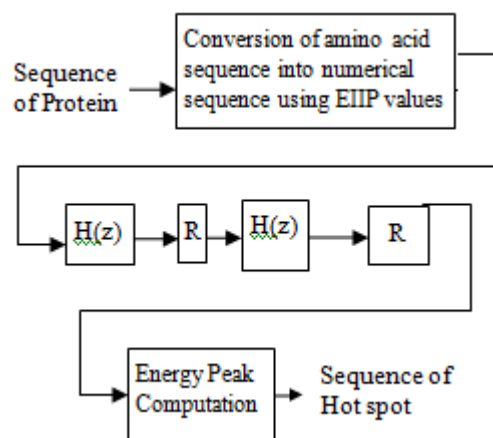 Conversion of amino acid
sequence into numerical
sequence using EIIP values
Sequence
of Protein
H(z)
R
H(z)
R
Energy Peak
Computation
Sequence of
Hot spot